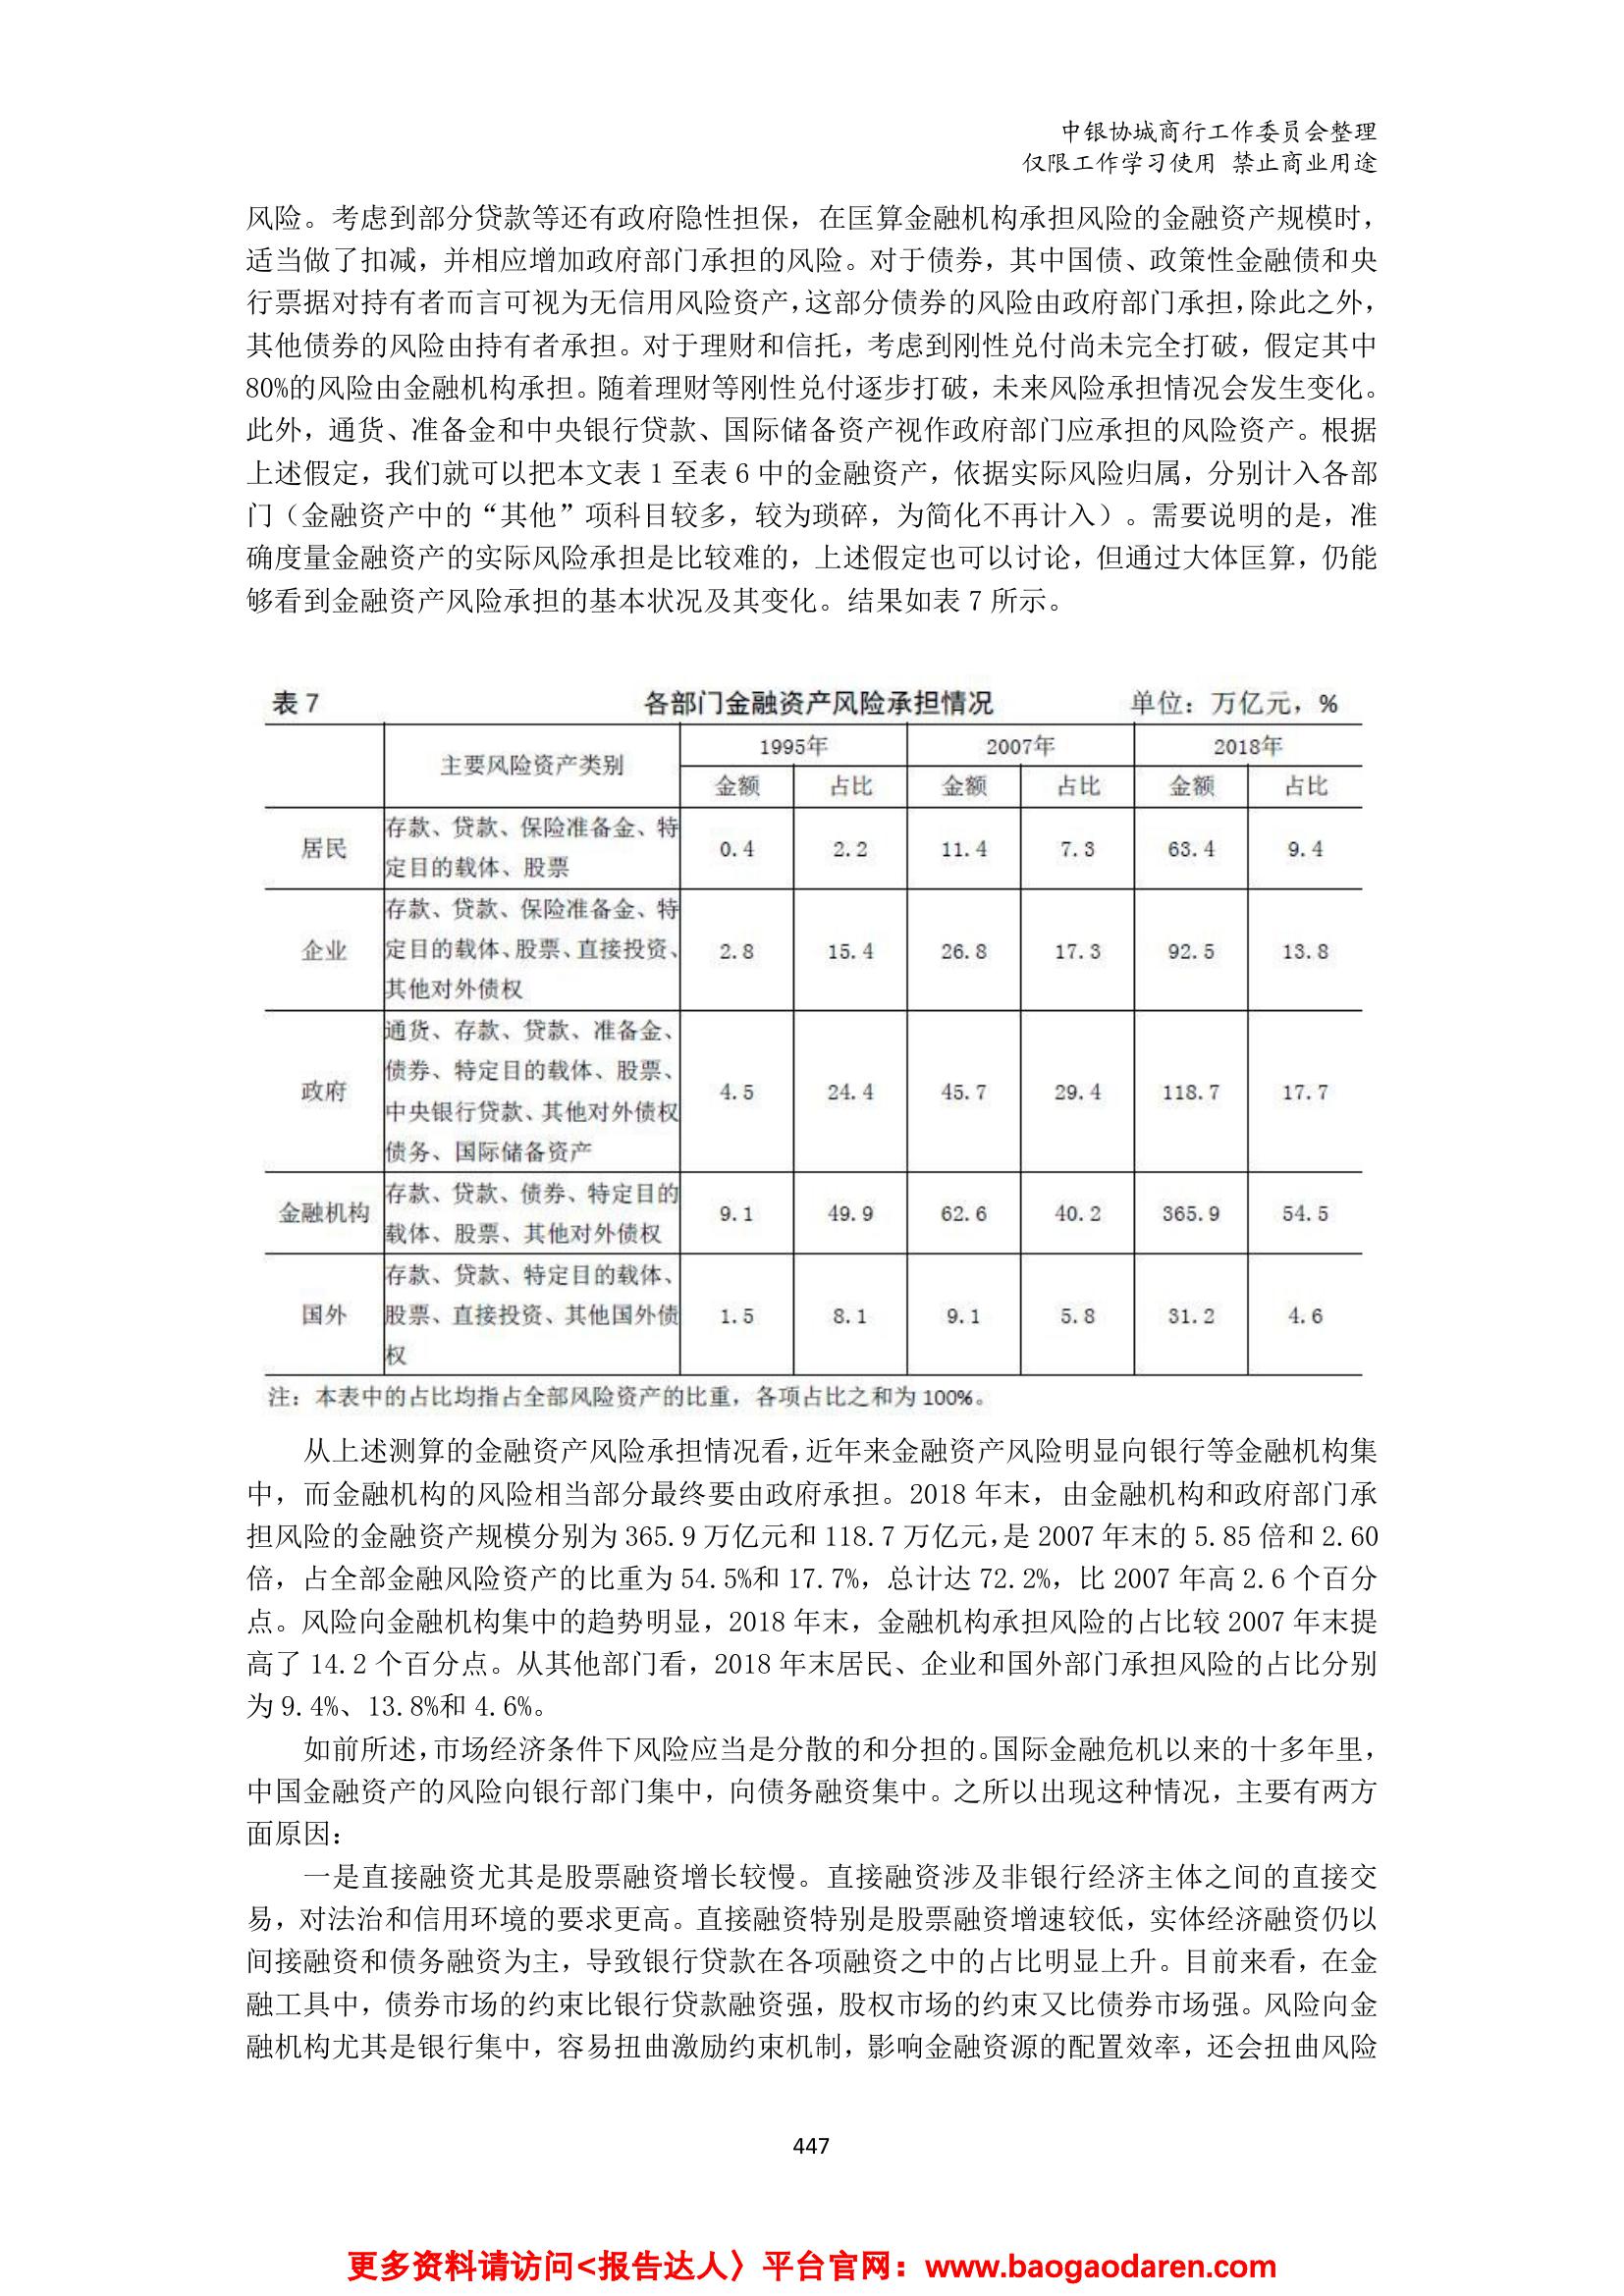 中银协城商行工作委员会整理
仅限工作学习使用 禁止商业用途
风险。考虑到部分贷款等还有政府隐性担保，在匡算金融机构承担风险的金融资产规模时，
适当做了扣减，并相应增加政府部门承担的风险。对于债券，其中国债、政策性金融债和央
行票据对持有者而言可视为无信用风险资产，这部分债券的风险由政府部门承担，除此之外，
其他债券的风险由持有者承担。对于理财和信托，考虑到刚性兑付尚未完全打破，假定其中
80%的风险由金融机构承担。随着理财等刚性兑付逐步打破，未来风险承担情况会发生变化。
此外，通货、准备金和中央银行贷款、国际储备资产视作政府部门应承担的风险资产。根据
上述假定，我们就可以把本文表 1 至表 6 中的金融资产，依据实际风险归属，分别计入各部
门（金融资产中的“其他”项科目较多，较为琐碎，为简化不再计入）。需要说明的是，准
确度量金融资产的实际风险承担是比较难的，上述假定也可以讨论，但通过大体匡算，仍能
够看到金融资产风险承担的基本状况及其变化。结果如表 7 所示。
表 7 各部门金融资产风险承担情况 单位：万亿元，%
主要风险资产类别 1995年 2007年 2018年
金额 占比 金额 占比 金额 占比
居民 存款、贷款、保险准备金、特 0.4 2.2 11.4 7.3 63.4 9.4
定目的载体、股票
企业 存款、贷款、保险准备金、特 2.8 15.4 26.8 17.3 92.5 13.8
定目的载体、股票、直接投资、
其他对外债权
政府 通货、存款、贷款、准备金、 4.5 24.4 45.7 29.4 118.7 17.7
债券、特定目的载体、股票、
中央银行贷款、其他对外债权
债务、国际储备资产
金融机构 存款、贷款、债券、特定目的 9.1 49.9 62.6 40.2 365.9 54.5
载体、股票、其他对外债权
国外 存款、贷款、特定目的载体、 1.5 8.1 9.1 5.8 31.2 4.6
股票、直接投资、其他国外债
权
注：本表中的占比均指占全部风险资产的比重，各项占比之和为 100%。
从上述测算的金融资产风险承担情况看，近年来金融资产风险明显向银行等金融机构集
中，而金融机构的风险相当部分最终要由政府承担。2018 年末，由金融机构和政府部门承
担风险的金融资产规模分别为 365.9 万亿元和 118.7 万亿元，是 2007 年末的 5.85 倍和 2.60
倍，占全部金融风险资产的比重为 54.5%和 17.7%，总计达 72.2%，比 2007 年高 2.6 个百分
点。风险向金融机构集中的趋势明显，2018 年末，金融机构承担风险的占比较 2007 年末提
高了 14.2 个百分点。从其他部门看，2018 年末居民、企业和国外部门承担风险的占比分别
为 9.4%、13.8%和 4.6%。
如前所述，市场经济条件下风险应当是分散的和分担的。国际金融危机以来的十多年里，
中国金融资产的风险向银行部门集中，向债务融资集中。之所以出现这种情况，主要有两方
面原因：
一是直接融资尤其是股票融资增长较慢。直接融资涉及非银行经济主体之间的直接交
易，对法治和信用环境的要求更高。直接融资特别是股票融资增速较低，实体经济融资仍以
间接融资和债务融资为主，导致银行贷款在各项融资之中的占比明显上升。目前来看，在金
融工具中，债券市场的约束比银行贷款融资强，股权市场的约束又比债券市场强。风险向金
融机构尤其是银行集中，容易扭曲激励约束机制，影响金融资源的配置效率，还会扭曲风险
447
更多资料请访问<报告达人〉平台官网：www.baogaodaren.com